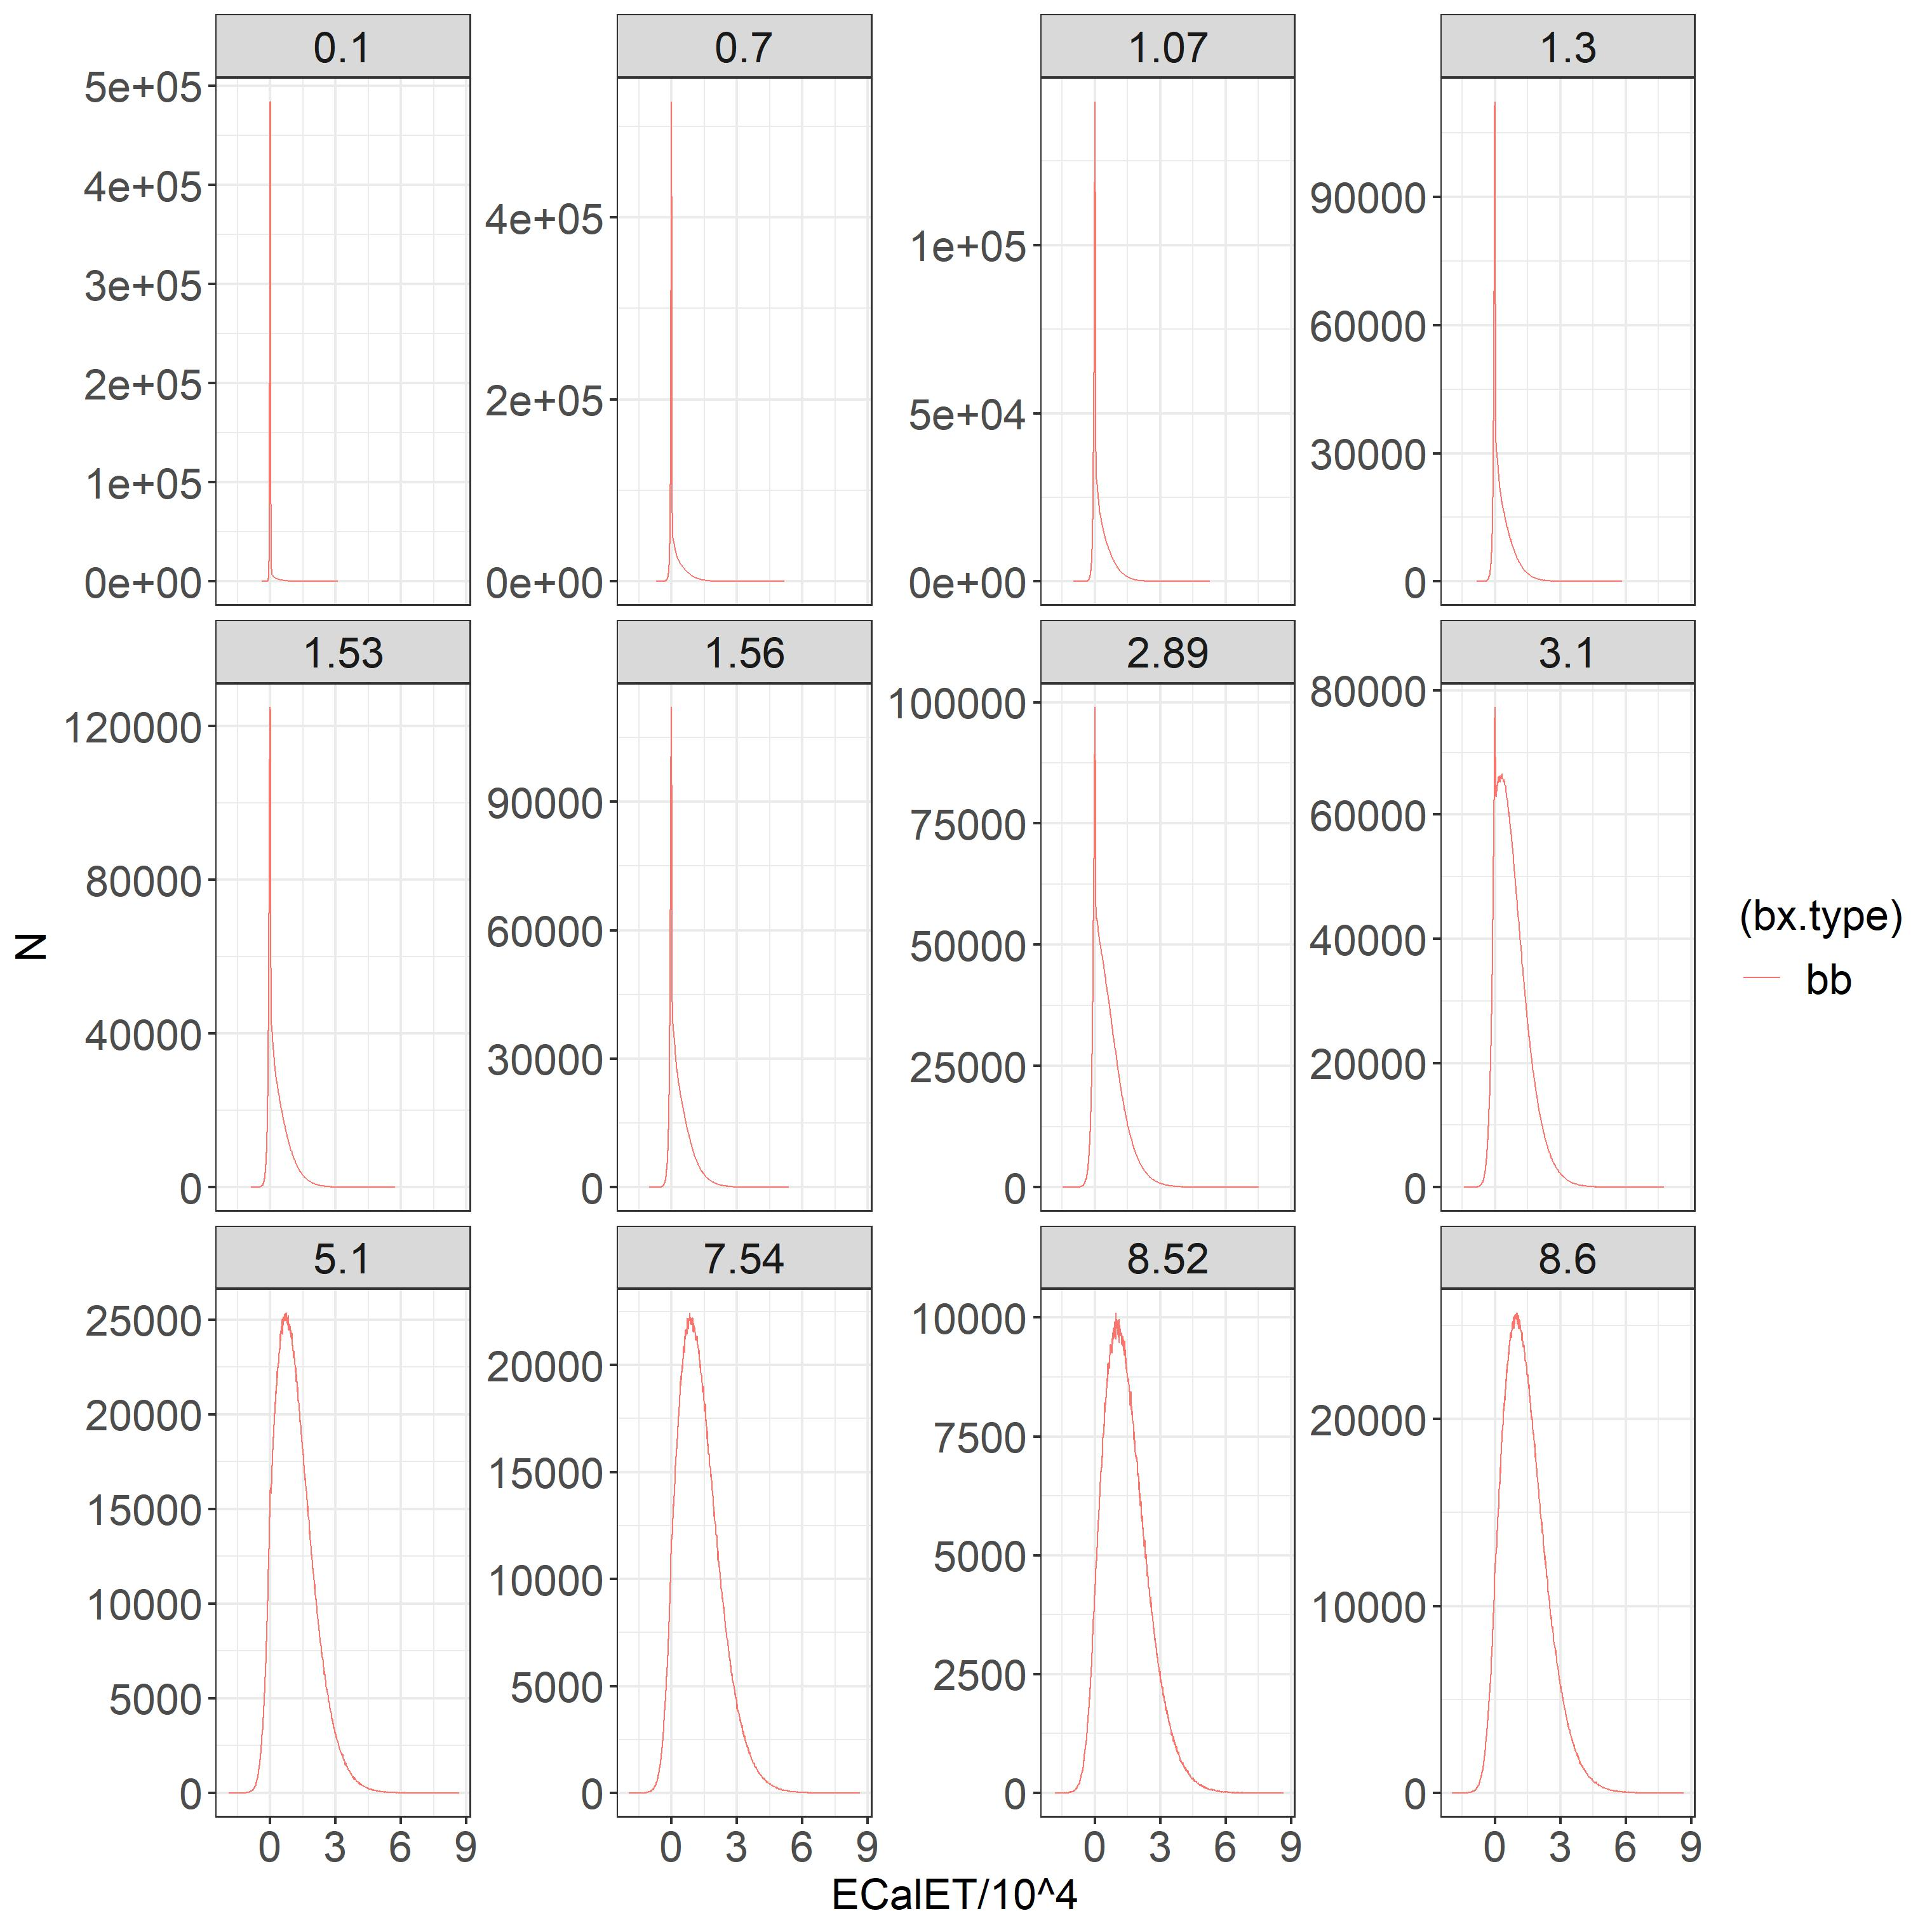 0.1 0.7 1.07 1.3
5e+05
4e+05
3e+05
2e+05
1e+05
0e+00
4e+05
2e+05
0e+00
1e+05
5e+04
0e+00
90000
60000
30000
0
1.53 1.56 2.89 3.1
120000
80000
40000
0
90000
60000
30000
0
100000
75000
50000
25000
0
80000
60000
40000
20000
0
5.1 7.54 8.52 8.6
25000
20000
15000
10000
5000
0
20000
15000
10000
5000
0
10000
7500
5000
2500
0
20000
10000
0
0 3 6 9 0 3 6 9 0 3 6 9 0 3 6 9
ECalET/10^4
N
(bx.type)
bb